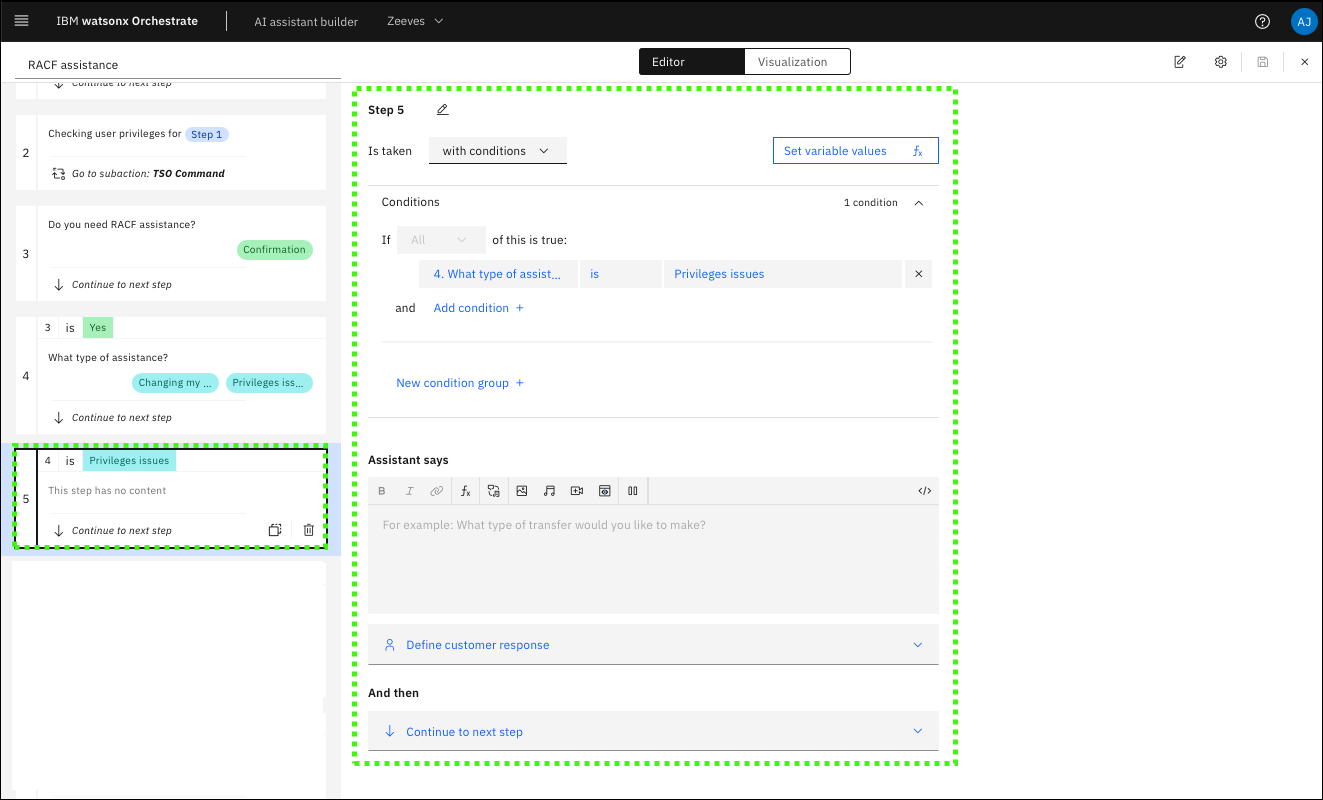 IBM watsonx Orchestrate
AI assistant builder
Zeeves
AJ
RACF assistance
Editor
Visualization
Continue to next step
2
Checking user privileges for Step 1
Go to subaction: TSO Command
3
Do you need RACF assistance?
Confirmation
Continue to next step
4
3 is Yes
What type of assistance?
Changing my ...
Privileges iss...
Continue to next step
5
4 is Privileges issues
This step has no content
Continue to next step
Step 5
Is taken with conditions
Set variable values fx
Conditions
1 condition
If All of this is true:
4. What type of assist... is Privileges issues
and Add condition +
New condition group +
Assistant says
B I fx </>
For example: What type of transfer would you like to make?
Define customer response
And then
Continue to next step